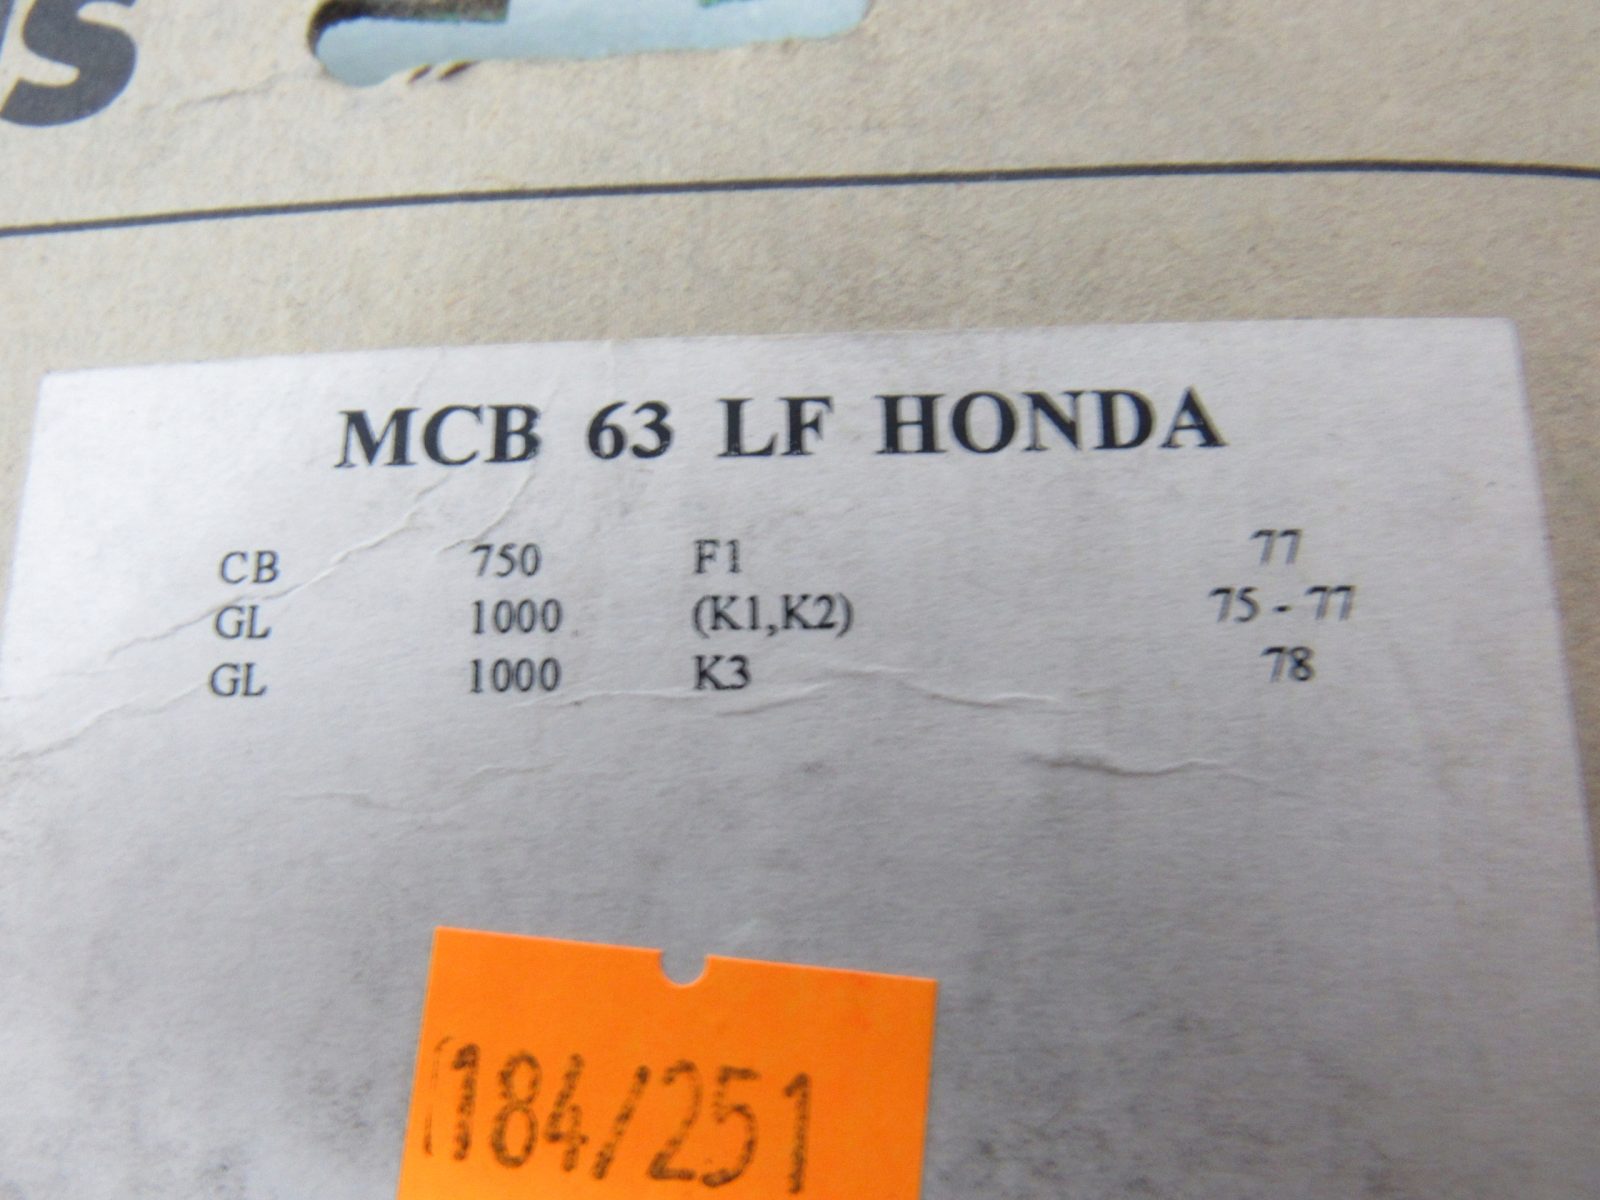 MCB 63 LF HONDA
CB 750 F1 77
GL 1000 (K1,K2) 75 - 77
GL 1000 K3 78
184/251